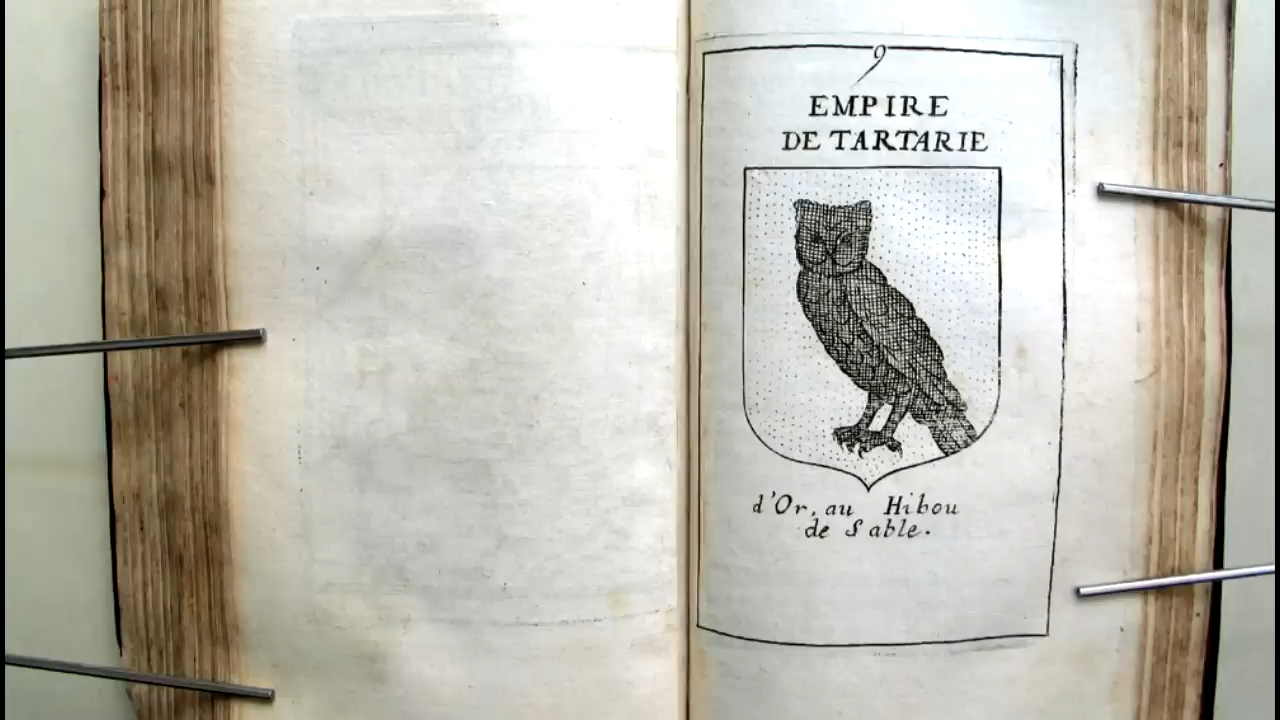 9
EMPIRE
DE TARTARIE
d'Or, au Hibou
de Sable.